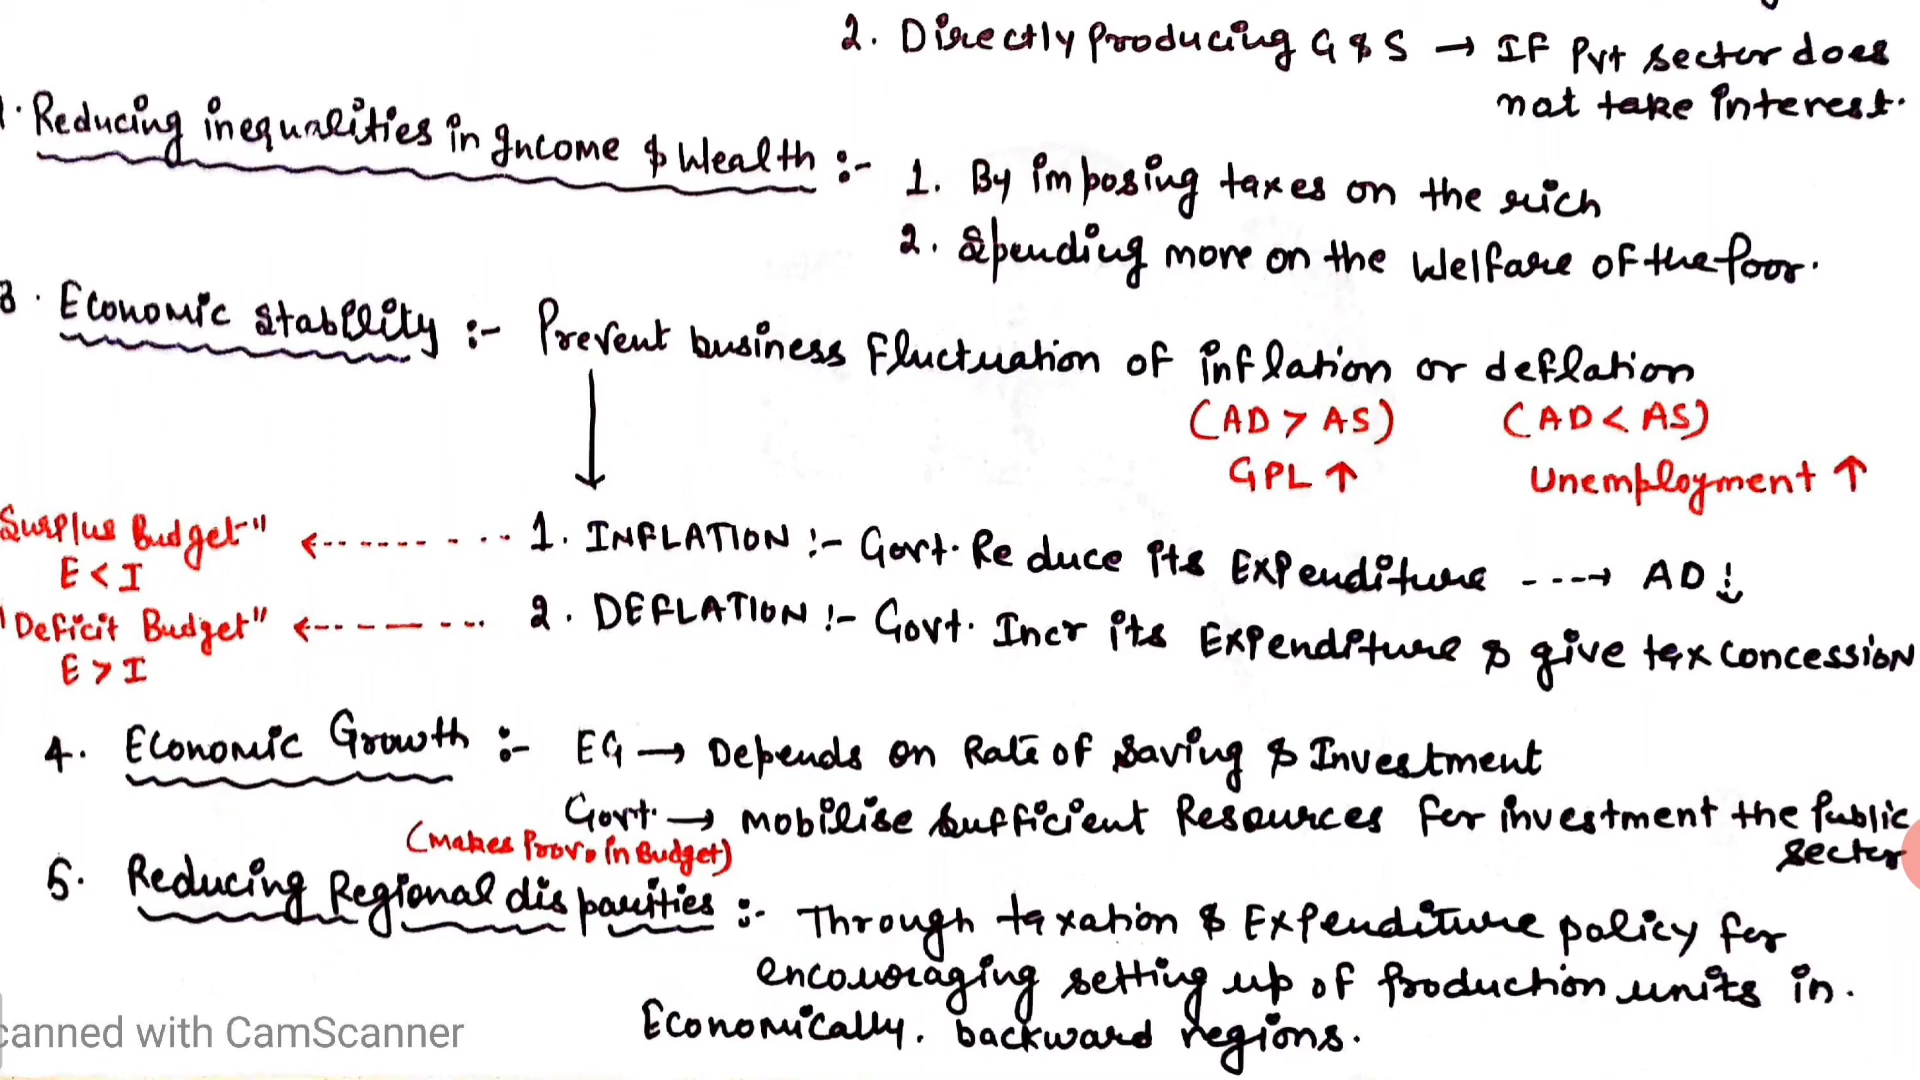 2. Directly producing G & S → IF Pvt sector does
not take interest.
Reducing inequalities in Income & Wealth :- 1. By imposing taxes on the rich
2. Spending more on the Welfare of the Poor.
3. Economic stability :- Prevent business Fluctuation of inflation or deflation
(AD > AS) (AD < AS)
GPL ↑ Unemployment ↑
Surplus Budget" ← 1. INFLATION :- Govt. Reduce its Expenditure → AD ↓
E < I
"Deficit Budget" ← 2. DEFLATION :- Govt. Incr its Expenditure & give tax concession
E > I
4. Economic Growth :- EG → Depends on Rate of Saving & Investment
Govt. → mobilise sufficient Resources for investment the Public
sector
(makes Prov. in Budget)
5. Reducing Regional disparities :- Through taxation & Expenditure policy for
encouraging setting up of Production units in.
Economically. backward regions.
canned with CamScanner